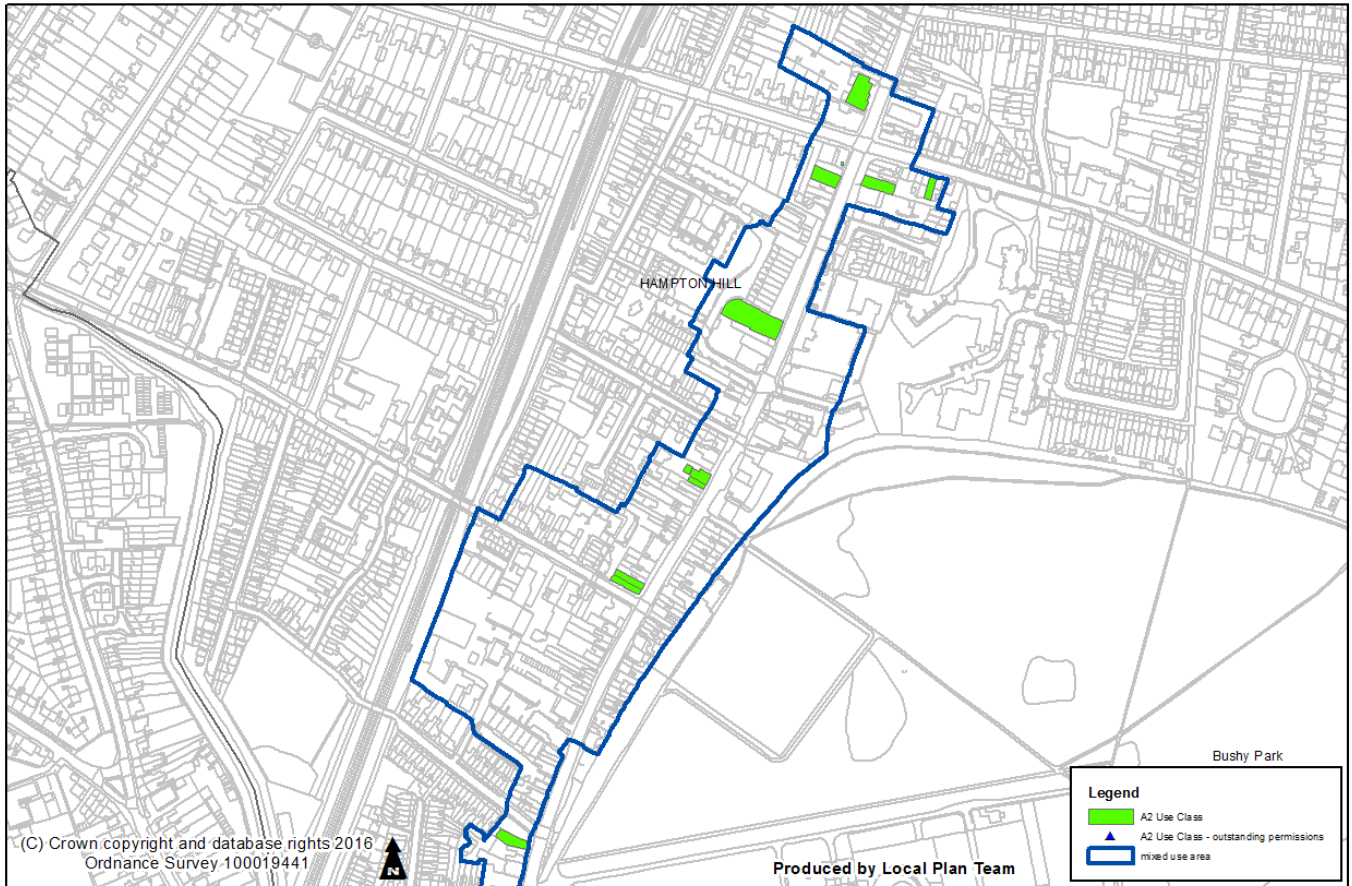 HAMPTON HILL
Bushy Park
Legend
A2 Use Class
A2 Use Class - outstanding permissions
mixed use area
(C) Crown copyright and database rights 2016
Ordnance Survey 100019441
N
Produced by Local Plan Team